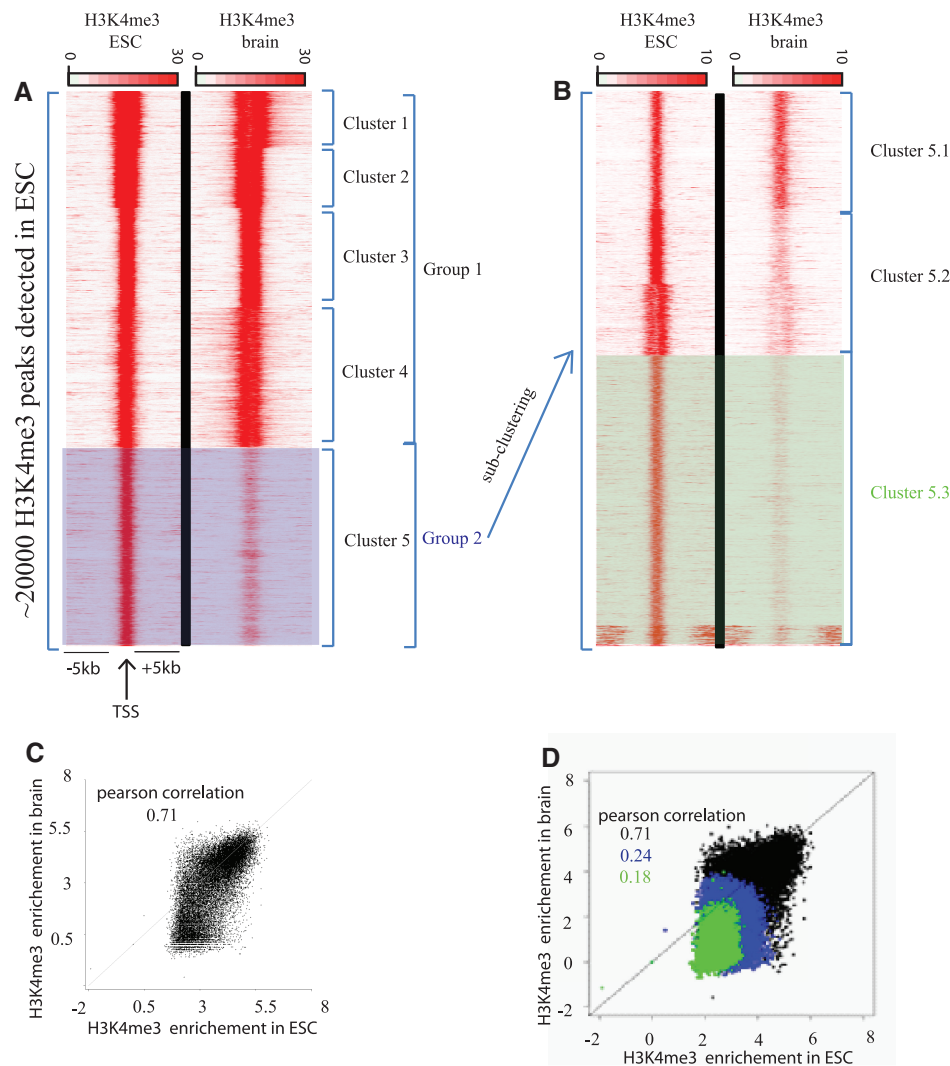 H3K4me3
ESC
H3K4me3
brain
0
30
0
30
A
~20000 H3K4me3 peaks detected in ESC
Cluster 1
Cluster 2
Cluster 3
Cluster 4
Cluster 5
Group 1
Group 2
-5kb
+5kb
TSS
sub-clustering
H3K4me3
ESC
H3K4me3
brain
0
10
0
10
B
Cluster 5.1
Cluster 5.2
Cluster 5.3
C
pearson correlation
0.71
8
5.5
3
0.5
-2
0.5
3
5.5
8
H3K4me3 enrichement in brain
H3K4me3 enrichement in ESC
D
pearson correlation
0.71
0.24
0.18
8
6
4
2
0
-2
-2
0
2
4
6
8
H3K4me3 enrichement in brain
H3K4me3 enrichement in ESC